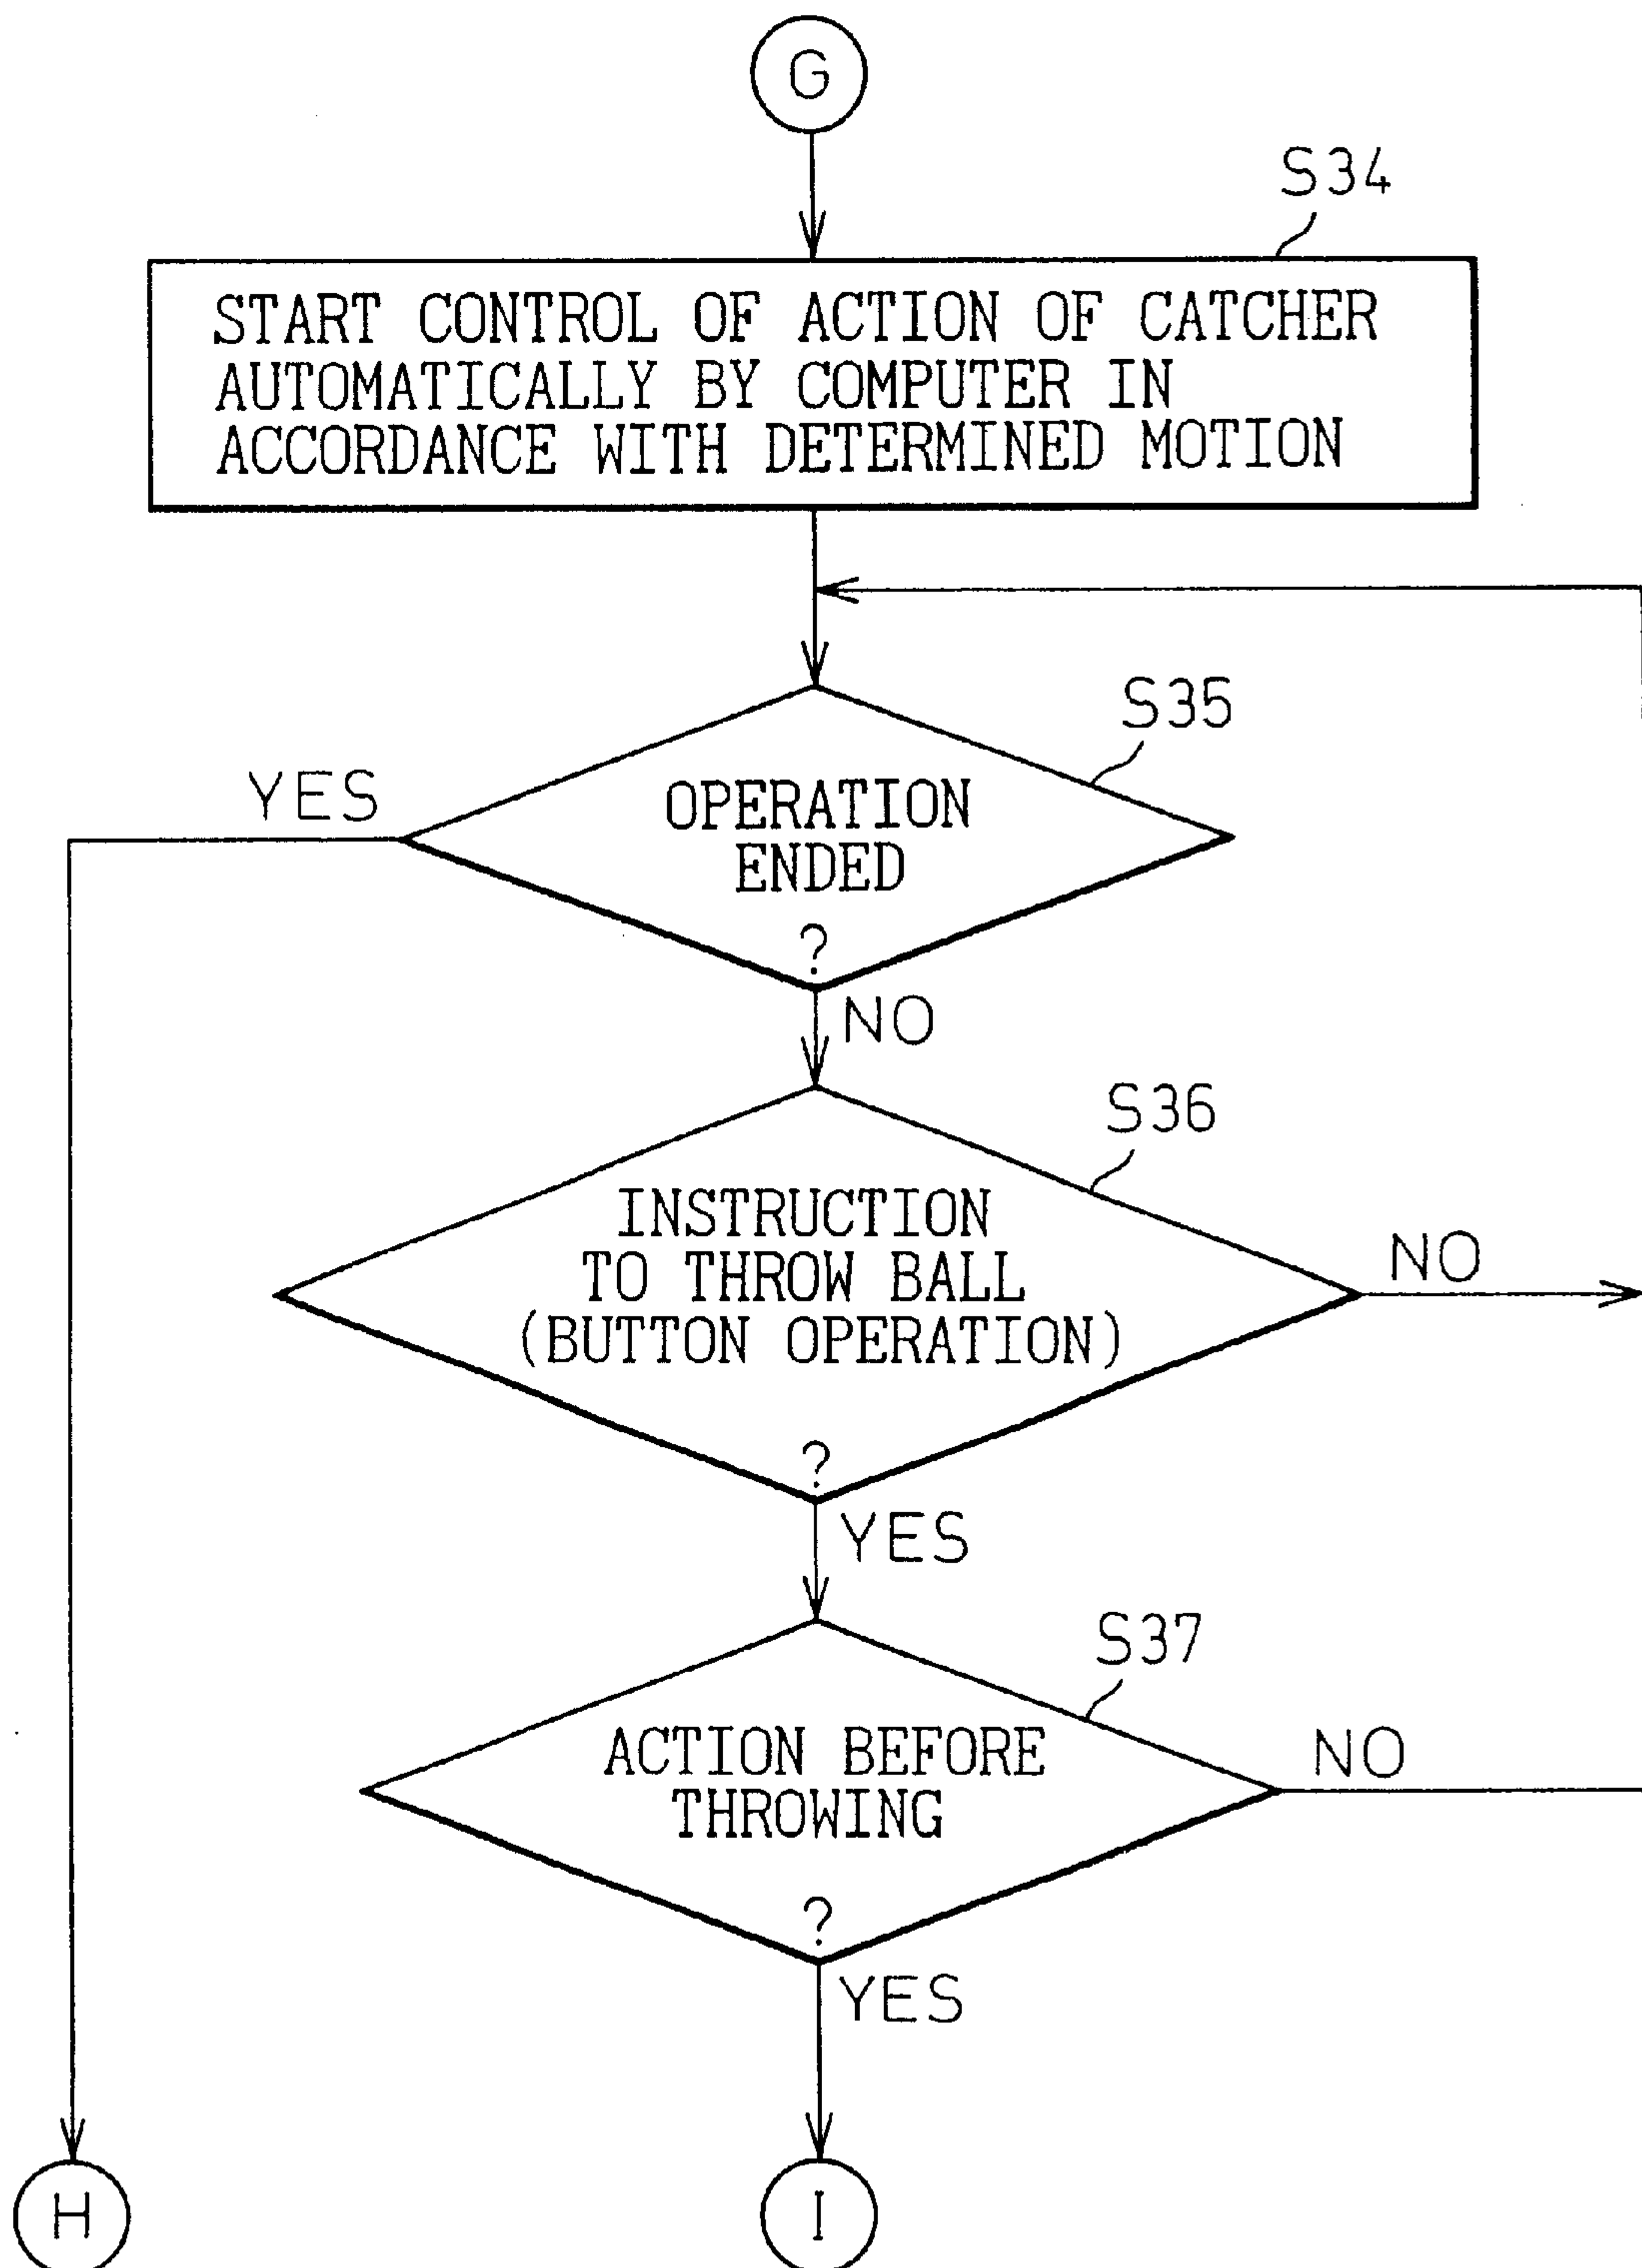 G
S34
START CONTROL OF ACTION OF CATCHER
AUTOMATICALLY BY COMPUTER IN
ACCORDANCE WITH DETERMINED MOTION
S35
YES
OPERATION
ENDED
?
NO
S36
INSTRUCTION
TO THROW BALL
(BUTTON OPERATION)
?
NO
YES
S37
ACTION BEFORE
THROWING
?
NO
YES
H
I